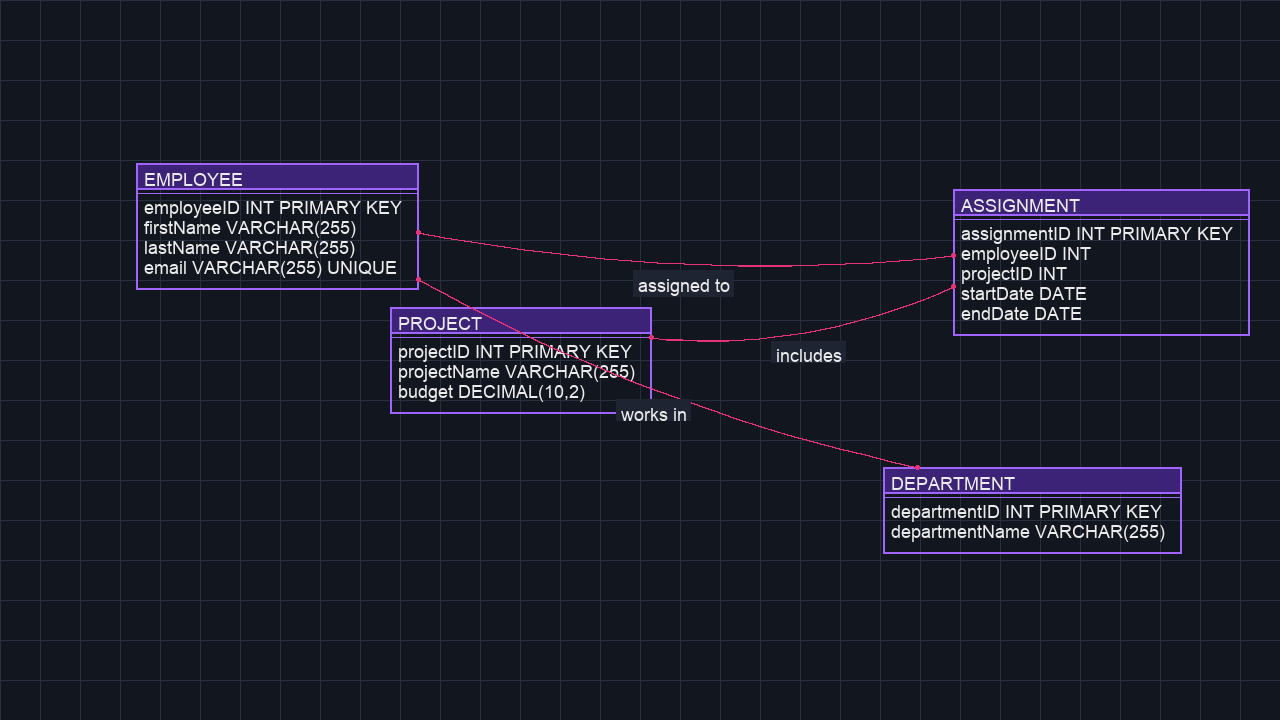 EMPLOYEE
employeeID INT PRIMARY KEY
firstName VARCHAR(255)
lastName VARCHAR(255)
email VARCHAR(255) UNIQUE
ASSIGNMENT
assignmentID INT PRIMARY KEY
employeeID INT
projectID INT
startDate DATE
endDate DATE
assigned to
PROJECT
projectID INT PRIMARY KEY
projectName VARCHAR(255)
budget DECIMAL(10,2)
includes
works in
DEPARTMENT
departmentID INT PRIMARY KEY
departmentName VARCHAR(255)